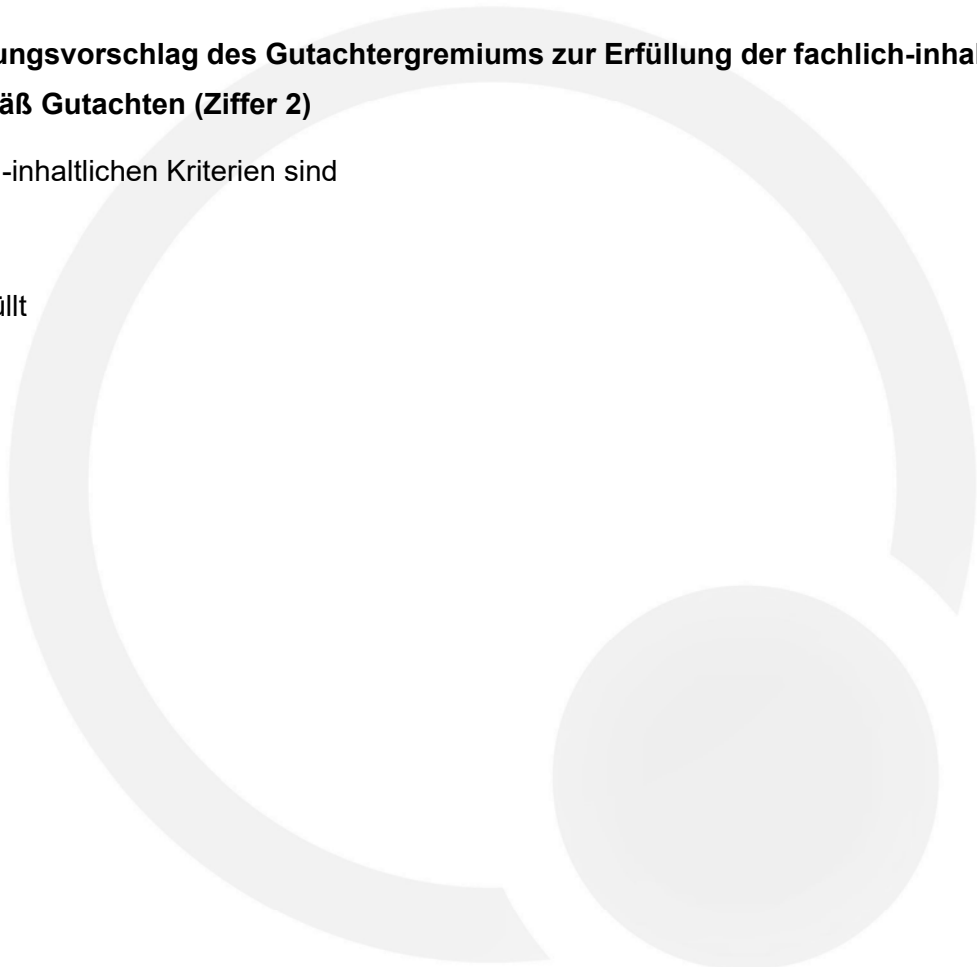 ungsvorschlag des Gutachtergremiums zur Erfüllung der fachlich-inhal
äß Gutachten (Ziffer 2)
-inhaltlichen Kriterien sind
üllt